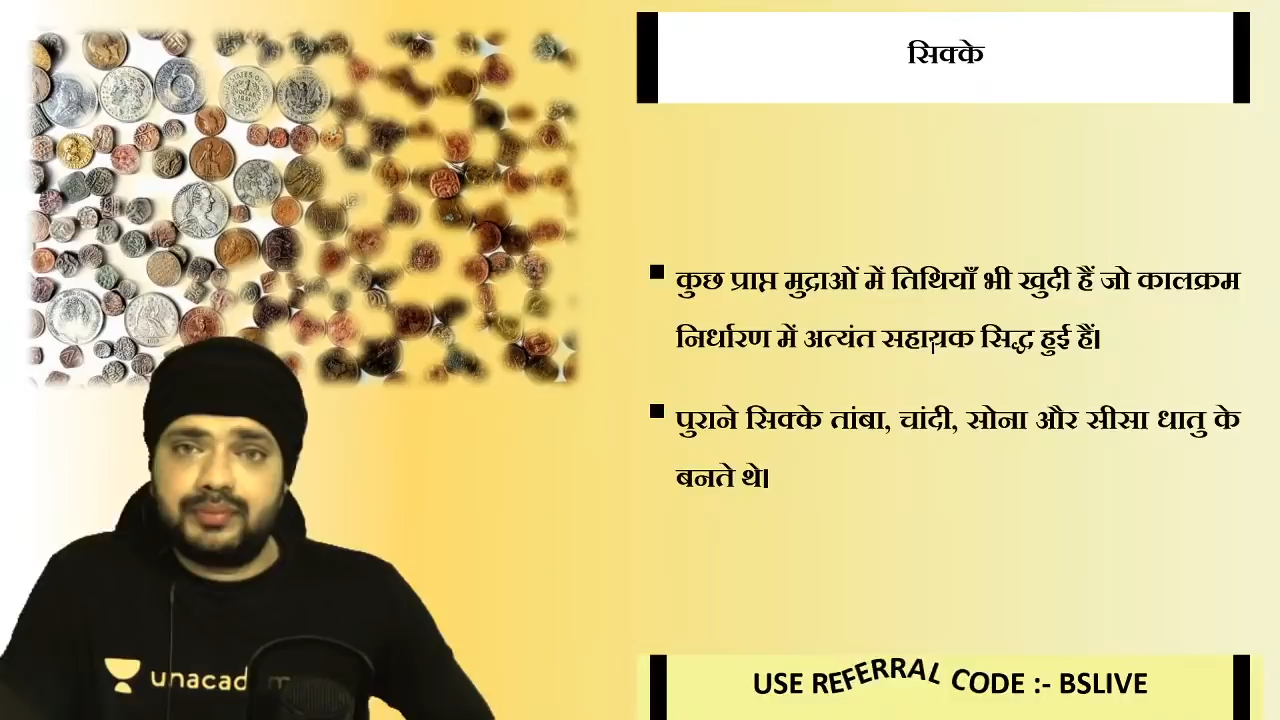 सिक्के
कुछ प्राप्त मुद्राओं में तिथियाँ भी खुदी हैं जो कालक्रम
निर्धारण में अत्यंत सहायक सिद्ध हुई हैं।
पुराने सिक्के तांबा, चांदी, सोना और सीसा धातु के
बनते थे।
unacad m
USE REFERRAL CODE :- BSLIVE